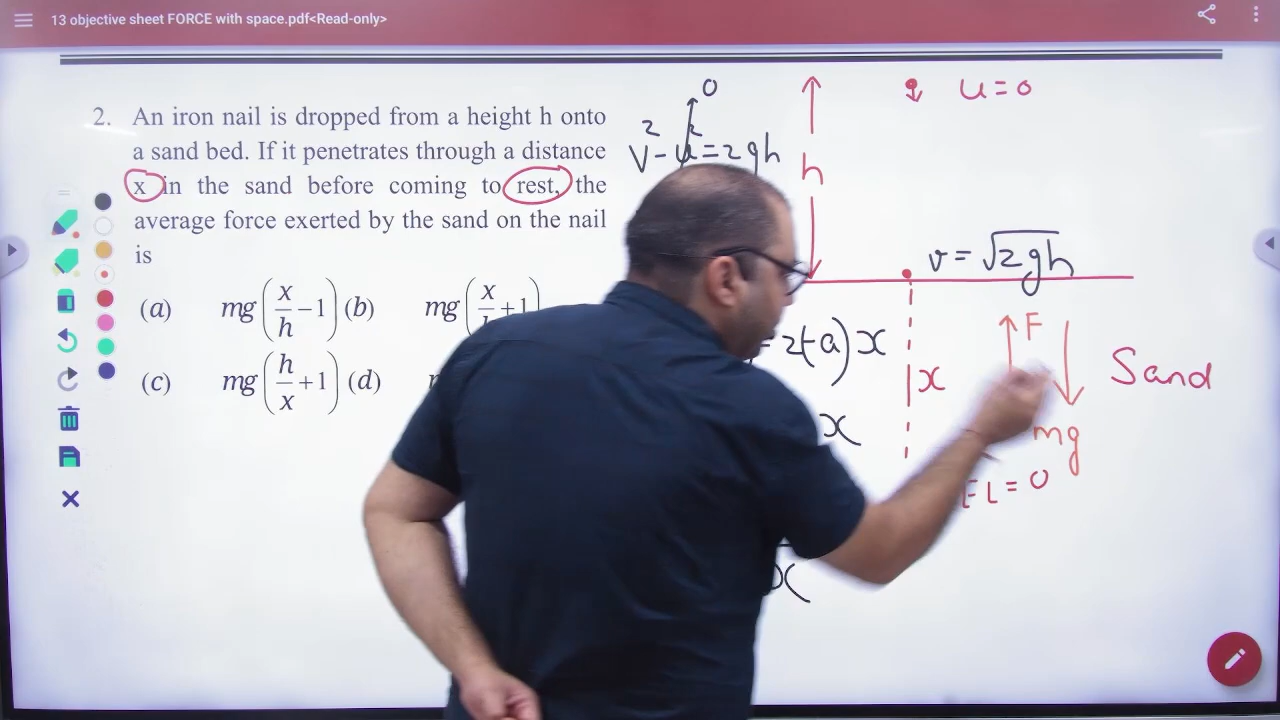 13 objective sheet FORCE with space.pdf<Read-only>
2. An iron nail is dropped from a height h onto
a sand bed. If it penetrates through a distance
x in the sand before coming to rest, the
average force exerted by the sand on the nail
is
(a) mg(x/h − 1) (b) mg(x/h + 1)
(c) mg(h/x + 1) (d)
0
v² − u² = 2gh
h
u = 0
v = √2gh
2(-a)x
x
x
F
mg
Sand
= 0
x